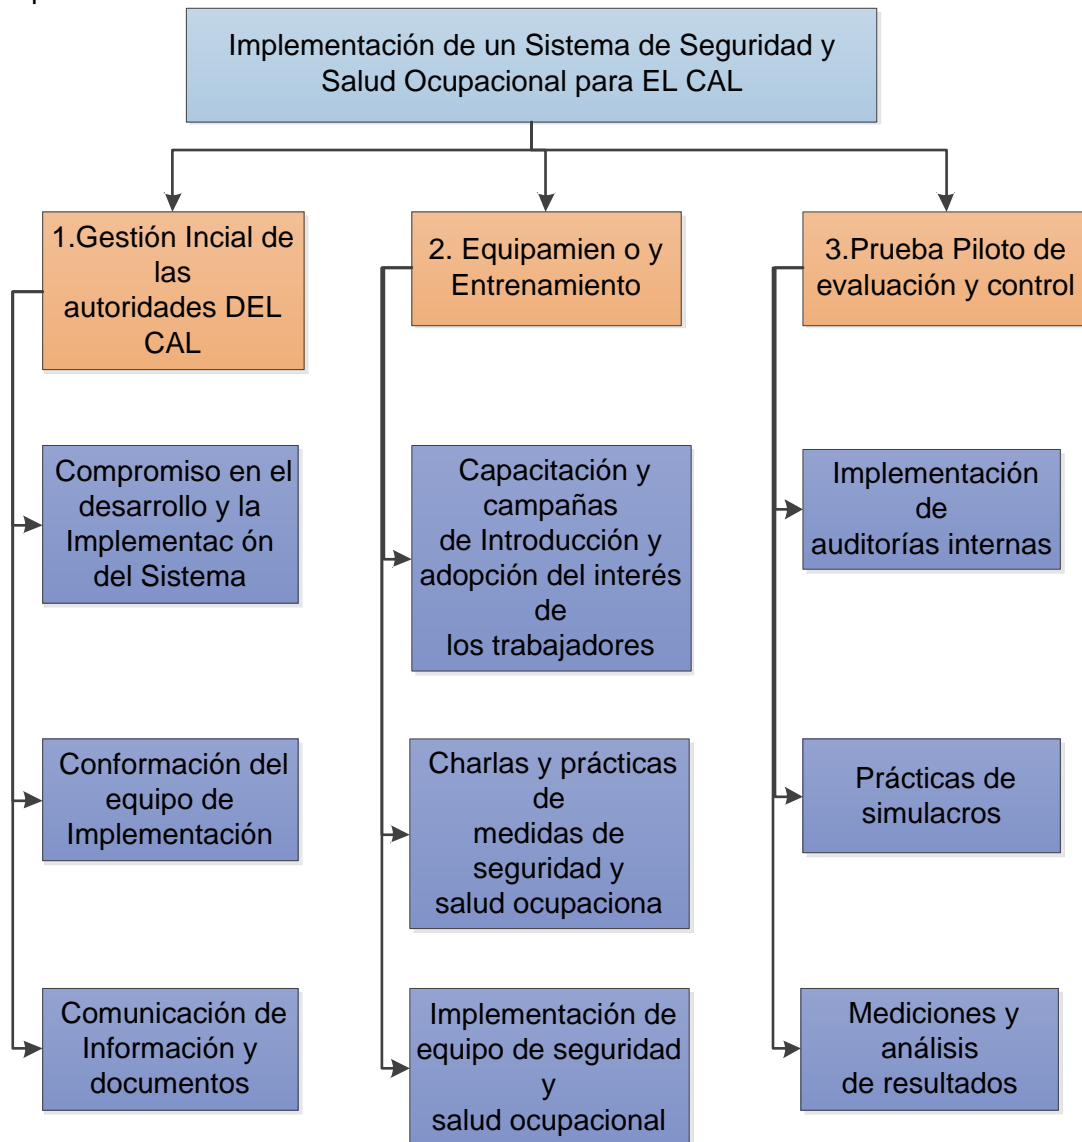 Implementación de un Sistema de Seguridad y
Salud Ocupacional para EL CAL
1.Gestión Incial de
las
autoridades DEL
CAL
2. Equipamien o y
Entrenamiento
3.Prueba Piloto de
evaluación y control
Compromiso en el
desarrollo y la
Implementac ón
del Sistema
Capacitación y
campañas
de Introducción y
adopción del interés
de
los trabajadores
Implementación
de
auditorías internas
Conformación del
equipo de
Implementación
Charlas y prácticas
de
medidas de
seguridad y
salud ocupaciona
Prácticas de
simulacros
Comunicación de
Información y
documentos
Implementación de
equipo de seguridad
y
salud ocupacional
Mediciones y
análisis
de resultados